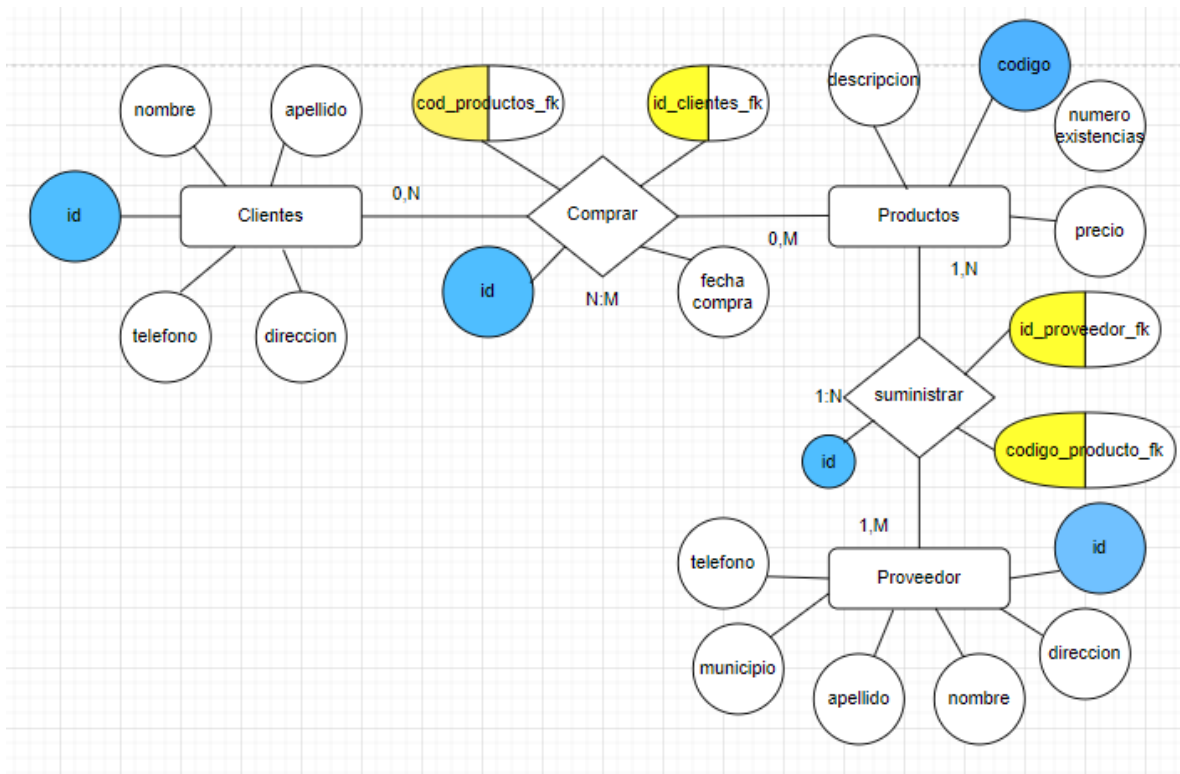 descripcion
codigo
nombre
apellido
cod_productos_fk
id_clientes_fk
numero
existencias
id
Clientes
0,N
Comprar
Productos
precio
0,M
1,N
id
fecha
compra
N:M
telefono
direccion
id_proveedor_fk
1:N
suministrar
id
codigo_producto_fk
1,M
telefono
Proveedor
id
municipio
apellido
nombre
direccion